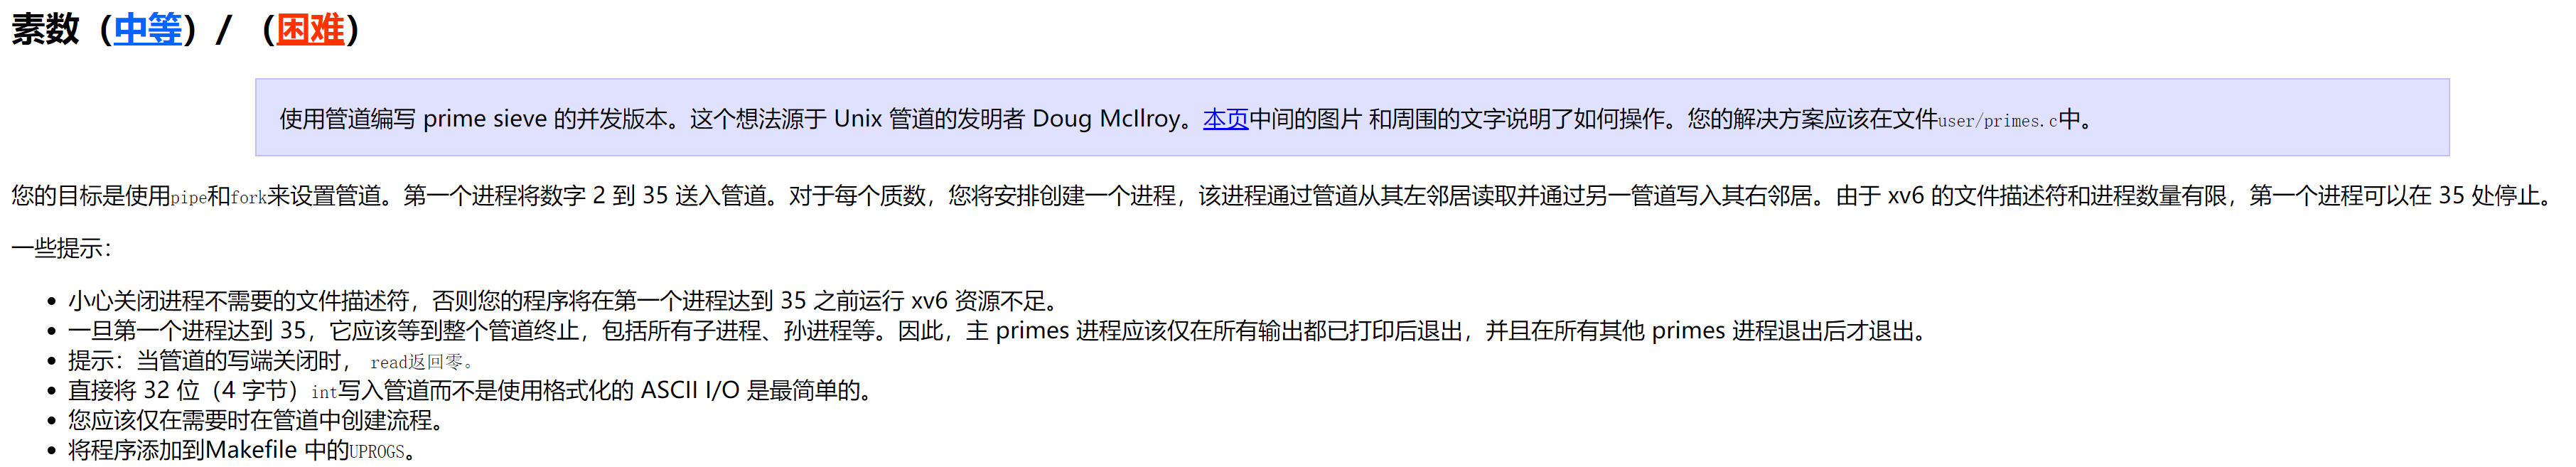 素数（中等）/ （困难）
使用管道编写 prime sieve 的并发版本。这个想法源于 Unix 管道的发明者 Doug McIlroy。本页中间的图片 和周围的文字说明了如何操作。您的解决方案应该在文件user/primes.c中。
您的目标是使用pipe和fork来设置管道。第一个进程将数字 2 到 35 送入管道。对于每个质数，您将安排创建一个进程，该进程通过管道从其左邻居读取并通过另一管道写入其右邻居。由于 xv6 的文件描述符和进程数量有限，第一个进程可以在 35 处停止。
一些提示：
• 小心关闭进程不需要的文件描述符，否则您的程序将在第一个进程达到 35 之前运行 xv6 资源不足。
• 一旦第一个进程达到 35，它应该等到整个管道终止，包括所有子进程、孙进程等。因此，主 primes 进程应该仅在所有输出都已打印后退出，并且在所有其他 primes 进程退出后才退出。
• 提示：当管道的写端关闭时， read返回零。
• 直接将 32 位（4 字节）int写入管道而不是使用格式化的 ASCII I/O 是最简单的。
• 您应该仅在需要时在管道中创建流程。
• 将程序添加到Makefile 中的UPROGS。